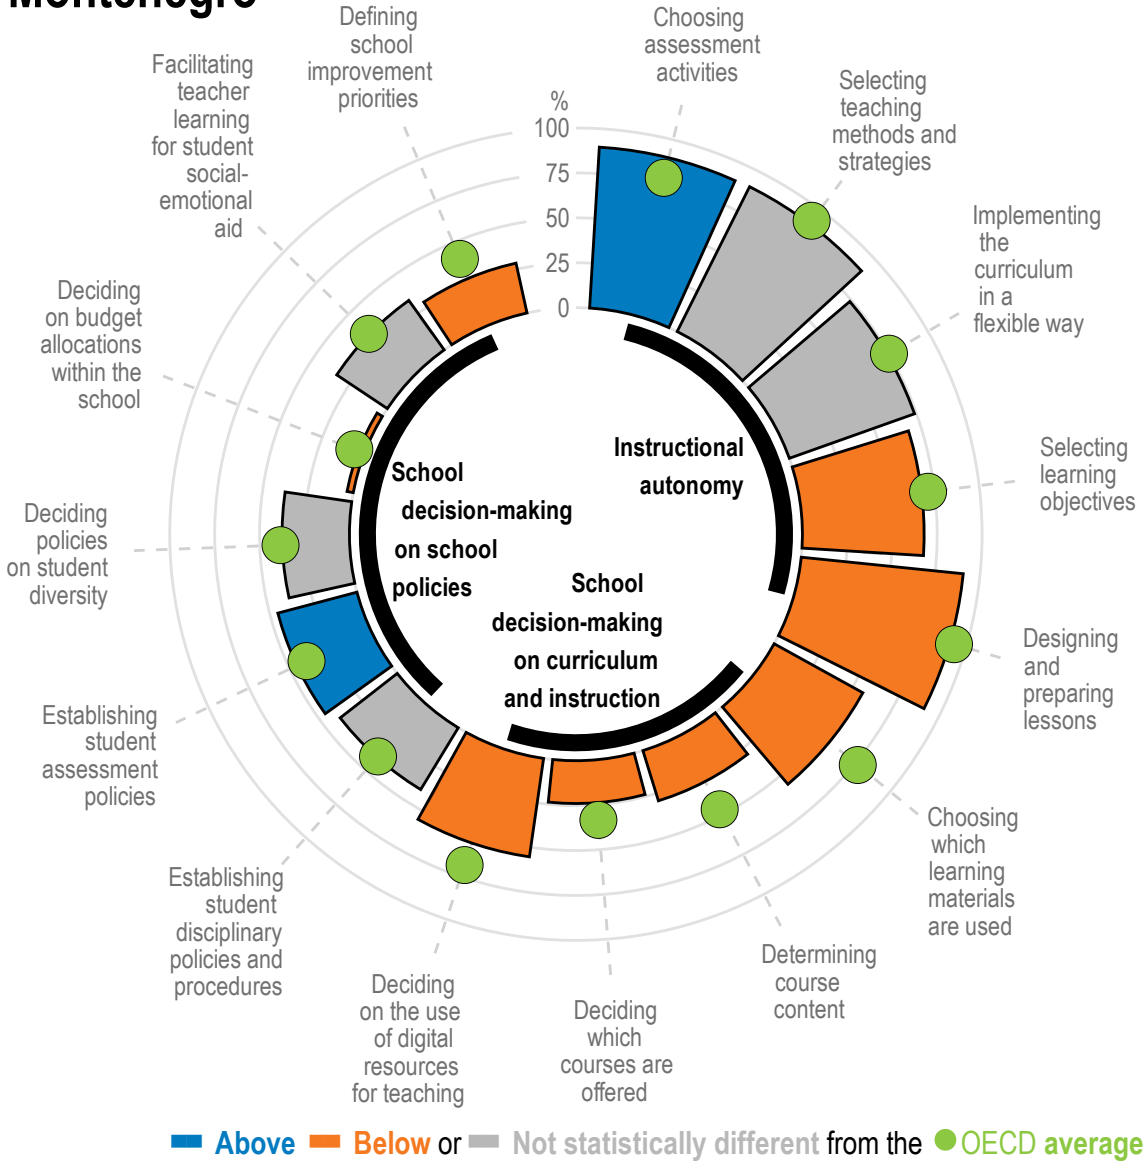 Montenegro
Defining
school
improvement
priorities
Choosing
assessment
activities
Facilitating
teacher
learning
for student
social-
emotional
aid
Selecting
teaching
methods and
strategies
%
100
75
50
25
0
Implementing
the
curriculum
in a
flexible way
Deciding
on budget
allocations
within the
school
Selecting
learning
objectives
Instructional
autonomy
School
decision-making
on school
policies
School
decision-making
on curriculum
and instruction
Deciding
policies
on student
diversity
Designing
and
preparing
lessons
Establishing
student
assessment
policies
Choosing
which
learning
materials
are used
Establishing
student
disciplinary
policies and
procedures
Determining
course
content
Deciding
on the use
of digital
resources
for teaching
Deciding
which
courses are
offered
Above Below or Not statistically different from the OECD average